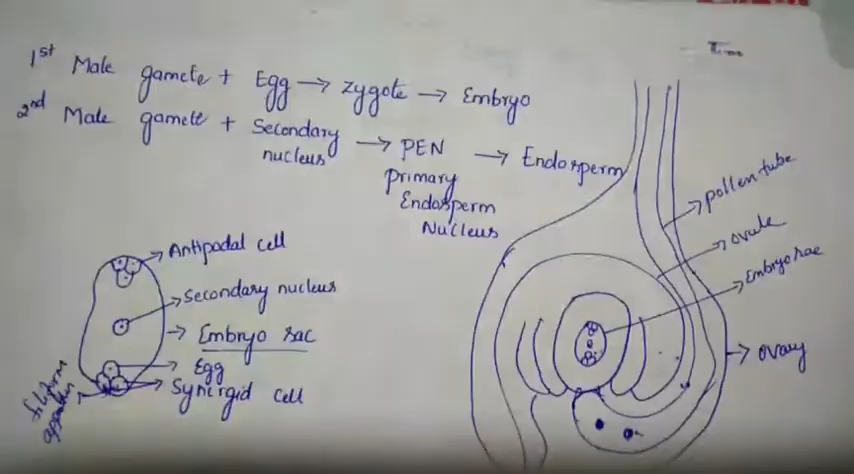 1st Male gamete + Egg → zygote → Embryo
2nd Male gamete + Secondary nucleus → PEN → Endosperm
Primary
Endosperm
Nucleus
Antipodal cell
Secondary nucleus
Embryo sac
Egg
Synergid cell
filiform
apparatus
pollen tube
ovule
Embryo sac
ovary